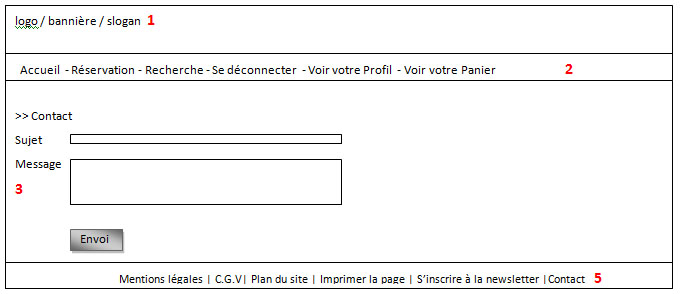 logo / bannière / slogan 1
Accueil - Réservation - Recherche - Se déconnecter - Voir votre Profil - Voir votre Panier 2
>> Contact
Sujet
Message
3
Envoi
Mentions légales | C.G.V| Plan du site | Imprimer la page | S'inscrire à la newsletter |Contact 5